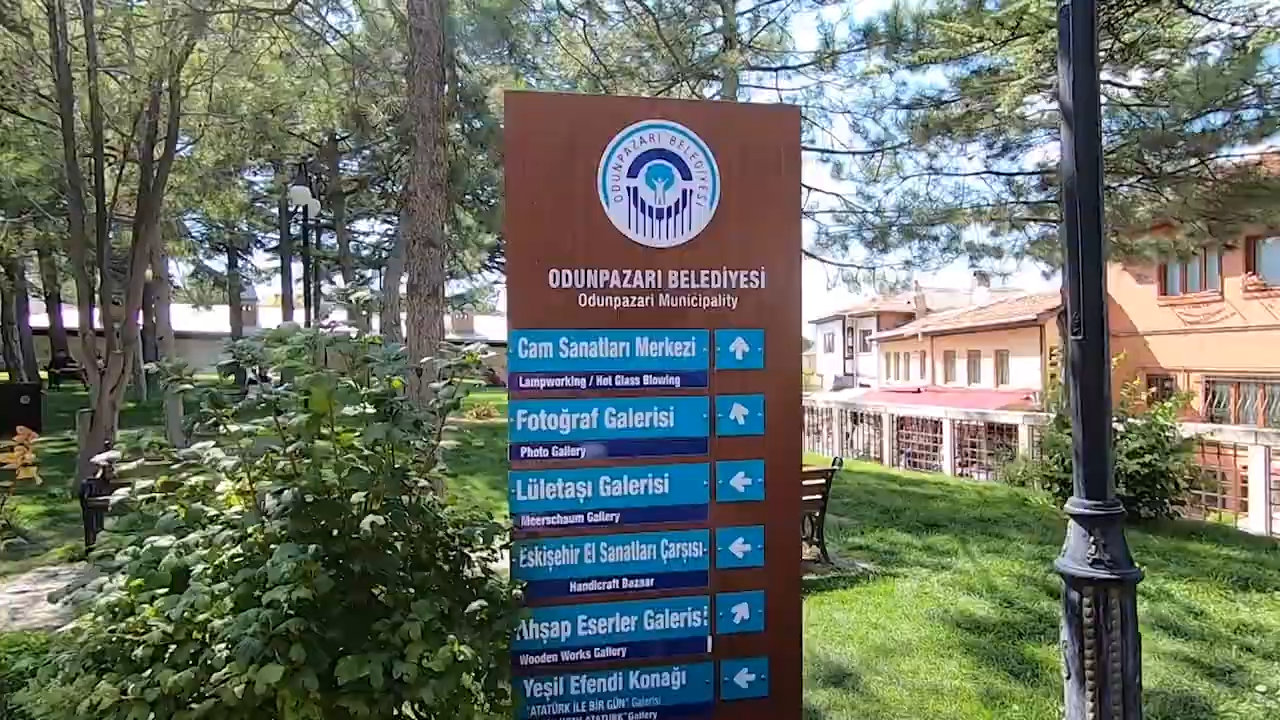 ODUNPAZARI BELEDİYESİ
ODUNPAZARI BELEDİYESİ
Odunpazari Municipality
Cam Sanatları Merkezi
Lampworking / Hot Glass Blowing
Fotoğraf Galerisi
Photo Gallery
Lületaşı Galerisi
Meerschaum Gallery
Eskişehir El Sanatları Çarşısı
Handicraft Bazaar
Ahşap Eserler Galerisi
Wooden Works Gallery
Yeşil Efendi Konağı
"ATATÜRK İLE BİR GÜN" Galerisi
ATATURK" Gallery